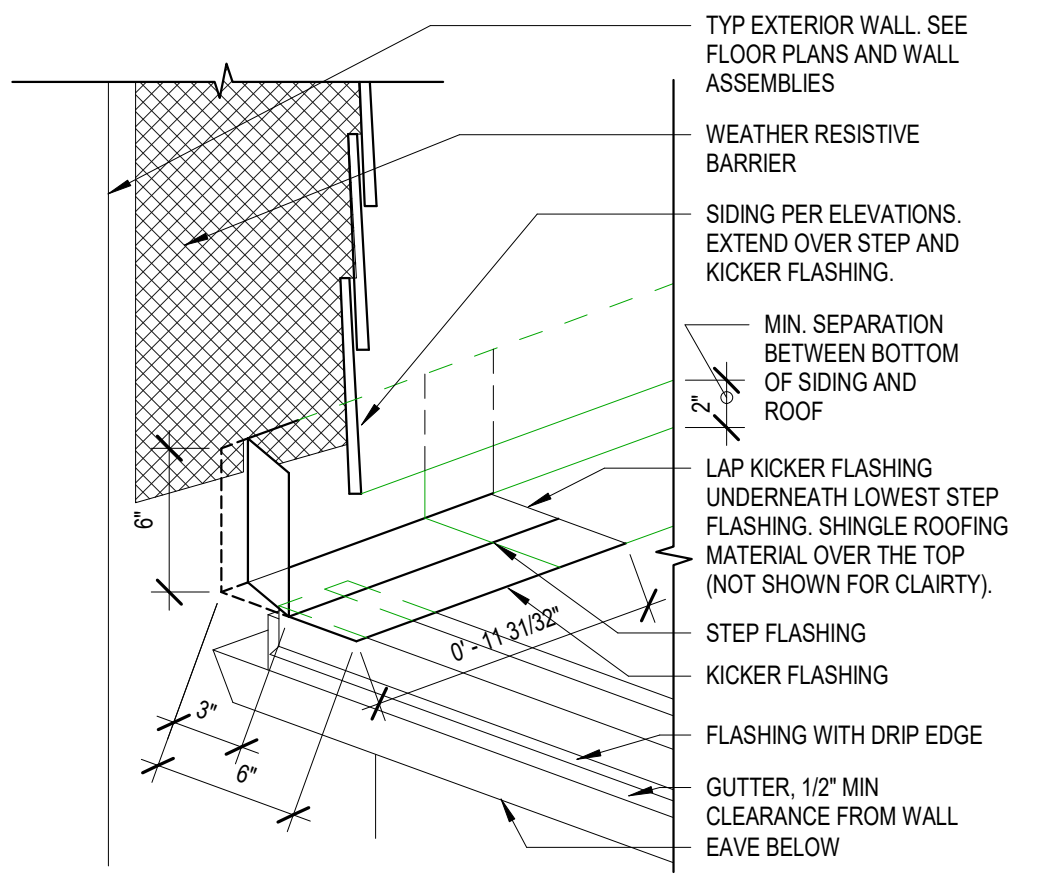 TYP EXTERIOR WALL. SEE
FLOOR PLANS AND WALL
ASSEMBLIES
WEATHER RESISTIVE
BARRIER
SIDING PER ELEVATIONS.
EXTEND OVER STEP AND
KICKER FLASHING.
MIN. SEPARATION
BETWEEN BOTTOM
OF SIDING AND
ROOF
2"
LAP KICKER FLASHING
UNDERNEATH LOWEST STEP
FLASHING. SHINGLE ROOFING
MATERIAL OVER THE TOP
(NOT SHOWN FOR CLAIRTY).
6"
STEP FLASHING
0' - 11 31/32"
KICKER FLASHING
3"
FLASHING WITH DRIP EDGE
6"
GUTTER, 1/2" MIN
CLEARANCE FROM WALL
EAVE BELOW